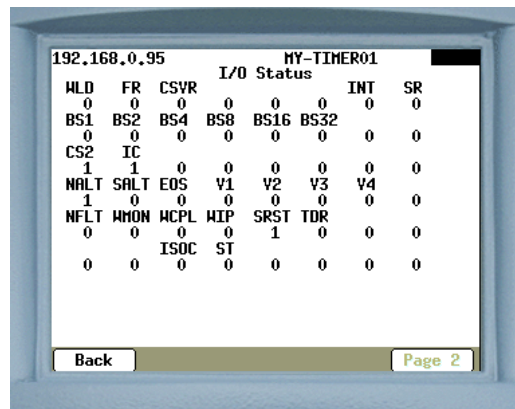 192.168.0.95 MY-TIMER01
I/O Status
WLD FR CSVR INT SR
0 0 0 0 0 0 0 0
BS1 BS2 BS4 BS8 BS16 BS32
0 0 0 0 0 0 0 0
CS2 IC
1 1 0 0 0 0 0 0
NALT SALT EOS V1 V2 V3 V4
1 0 0 0 0 0 0 0
NFLT WMON WCPL WIP SRST TDR
0 0 0 0 1 0 0 0
ISOC ST
0 0 0 0 0 0 0 0
Back Page 2